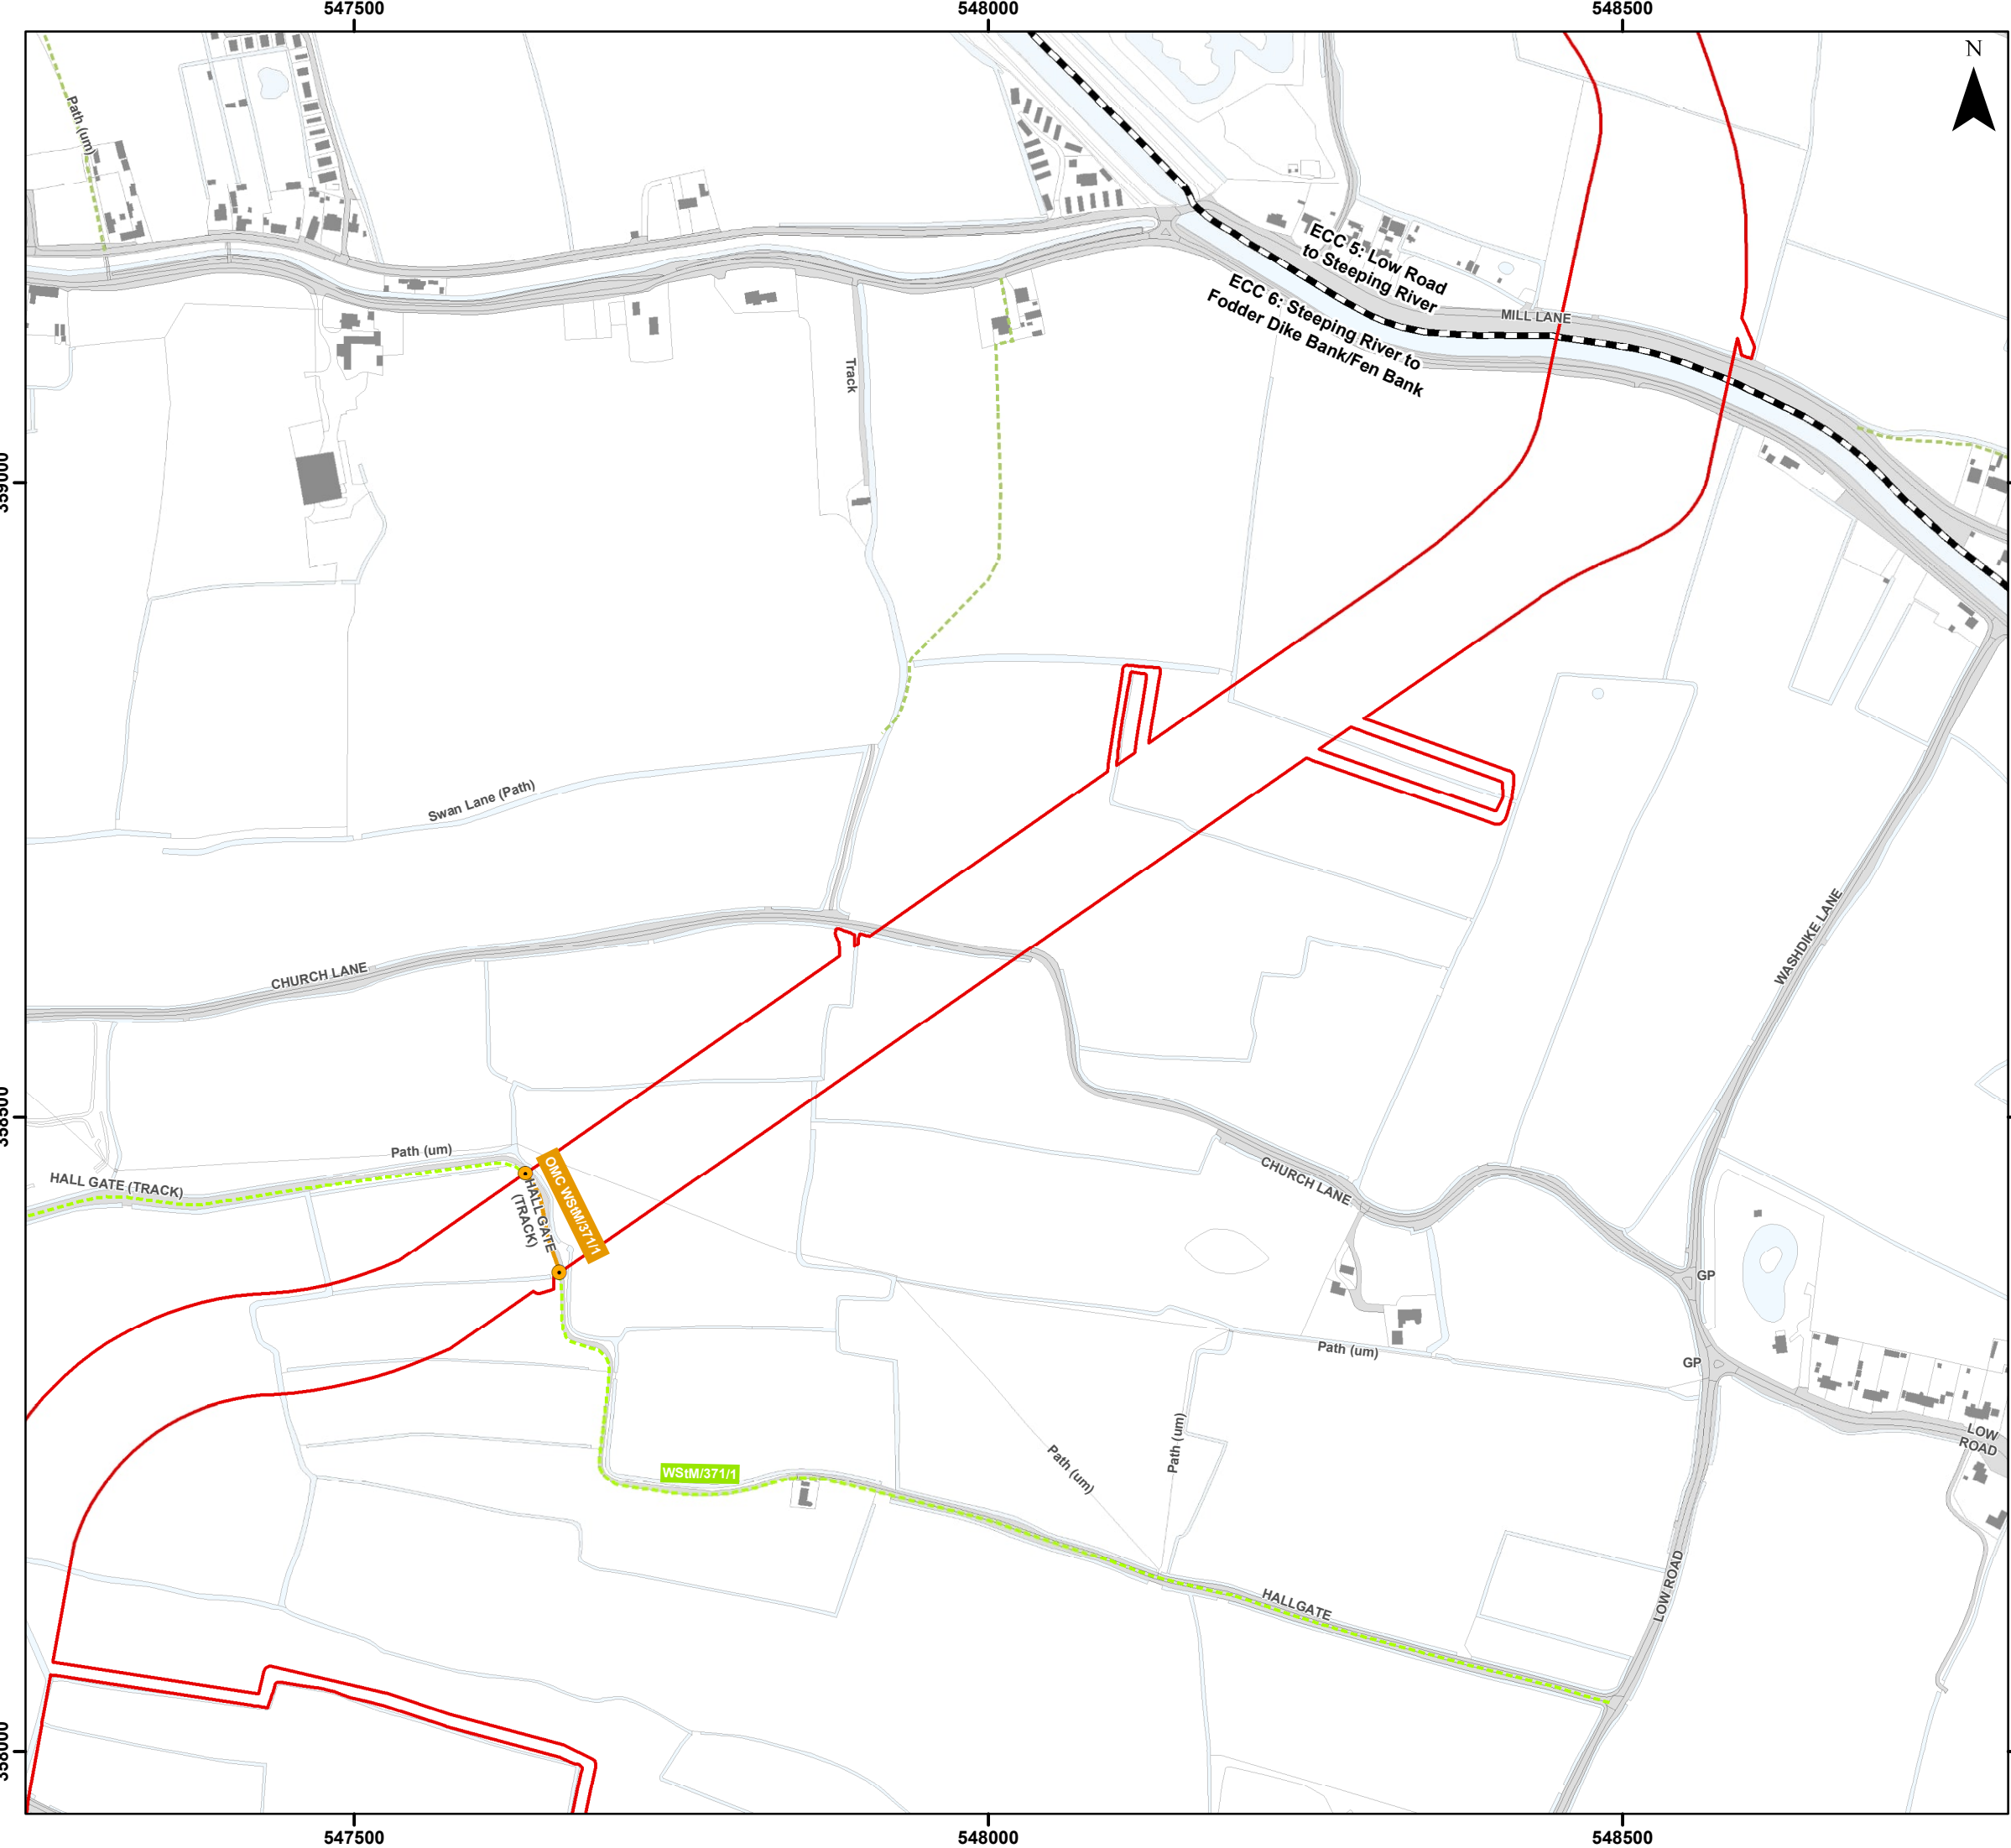 547500
548000
548500
N
Path (um)
ECC 5: Low Road
to Steeping River
ECC 6: Steeping River to
Fodder Dike Bank/Fen Bank
MILL LANE
Track
359000
Swan Lane (Path)
WASHDIKE LANE
CHURCH LANE
358500
Path (um)
HALL GATE (TRACK)
OMC WStM/371/1
HALL GATE
(TRACK)
CHURCH LANE
GP
Path (um)
GP
LOW
ROAD
Path (um)
Path (um)
WStM/371/1
LOW ROAD
HALLGATE
358000
547500
548000
548500